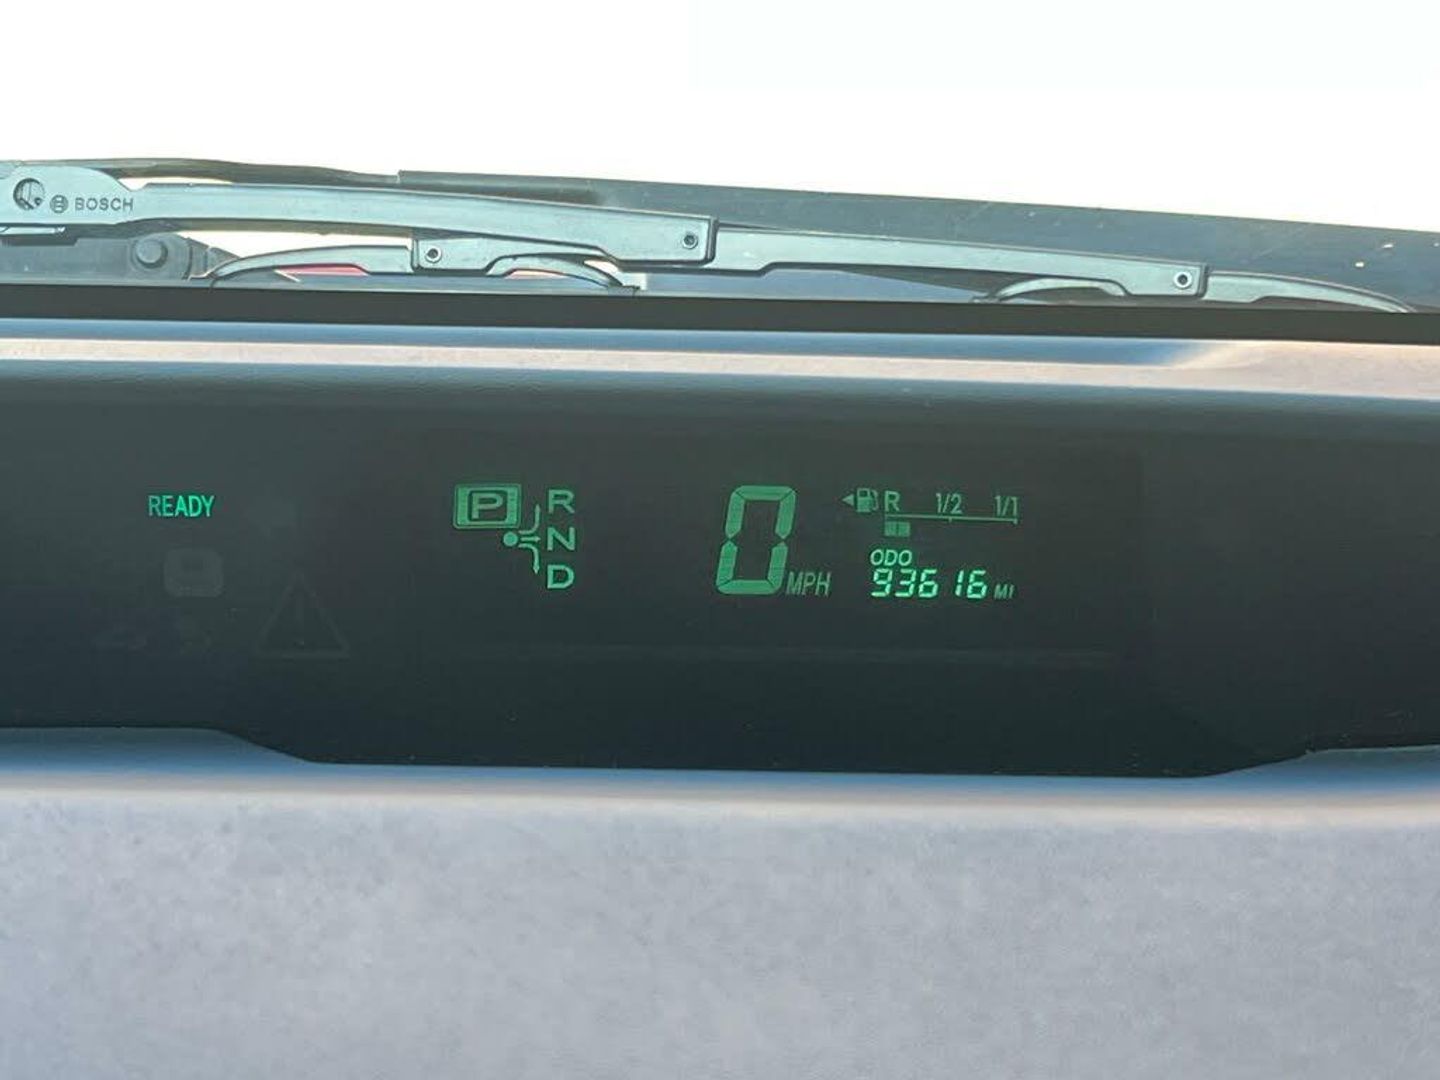 BOSCH
READY
P R
N
D
0 MPH
R 1/2 1/1
ODO
93616 MI